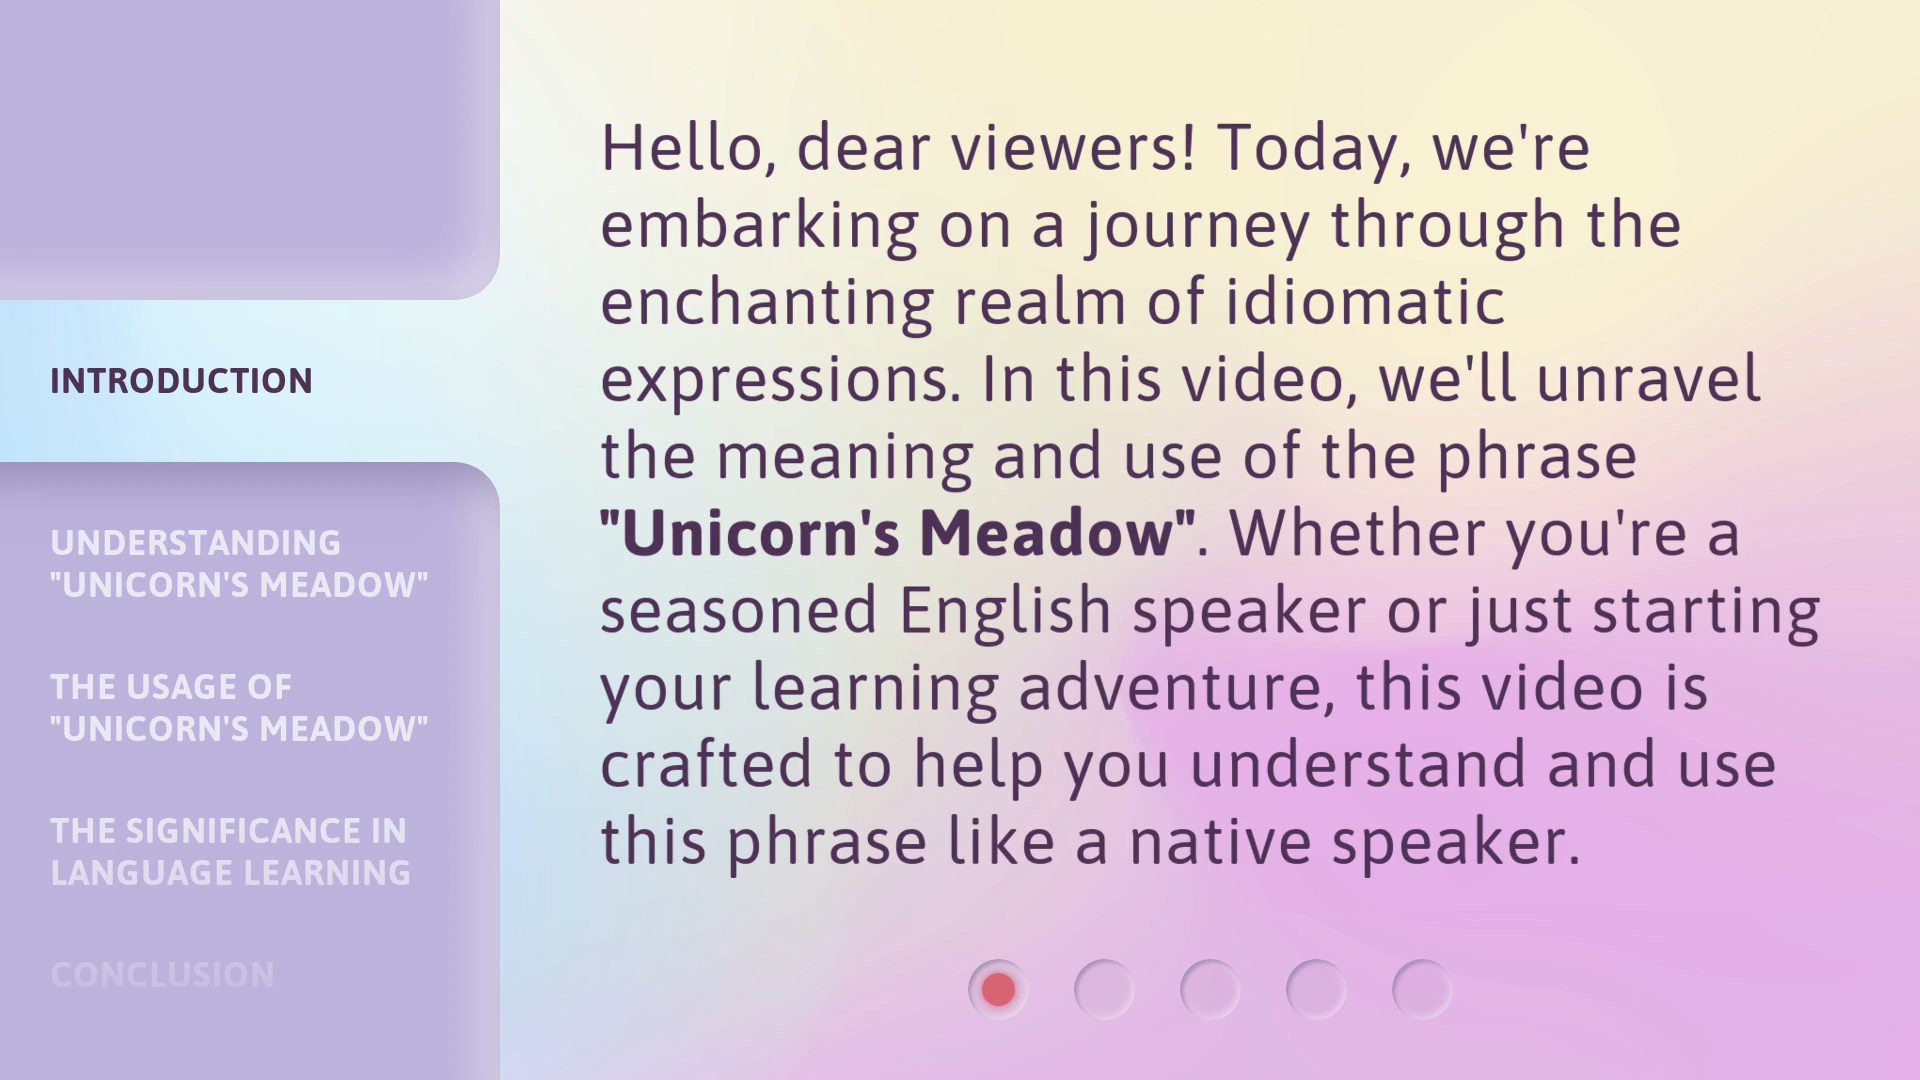 INTRODUCTION
UNDERSTANDING
"UNICORN'S MEADOW"
THE USAGE OF
"UNICORN'S MEADOW"
THE SIGNIFICANCE IN
LANGUAGE LEARNING
CONCLUSION
Hello, dear viewers! Today, we're
embarking on a journey through the
enchanting realm of idiomatic
expressions. In this video, we'll unravel
the meaning and use of the phrase
"Unicorn's Meadow". Whether you're a
seasoned English speaker or just starting
your learning adventure, this video is
crafted to help you understand and use
this phrase like a native speaker.